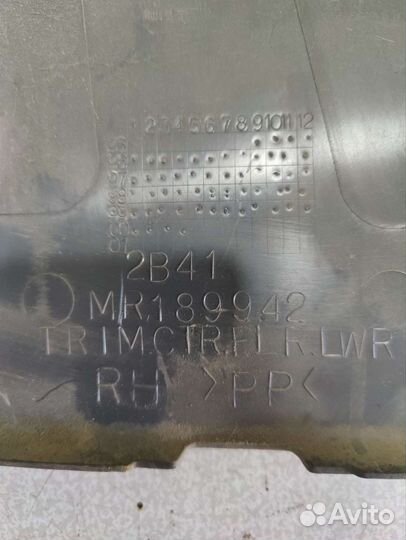 1 2 3 4 5 6 7 8 9 10 11 12
2B41
MR189942
TRIM.CTR PLR.LWR
RH >PP<
Avito